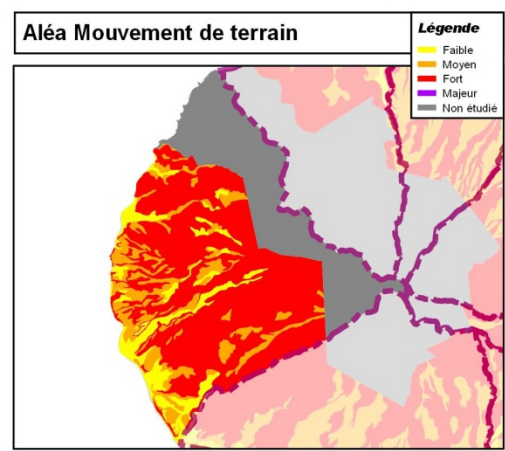 Aléa Mouvement de terrain
Légende
Faible
Moyen
Fort
Majeur
Non étudié